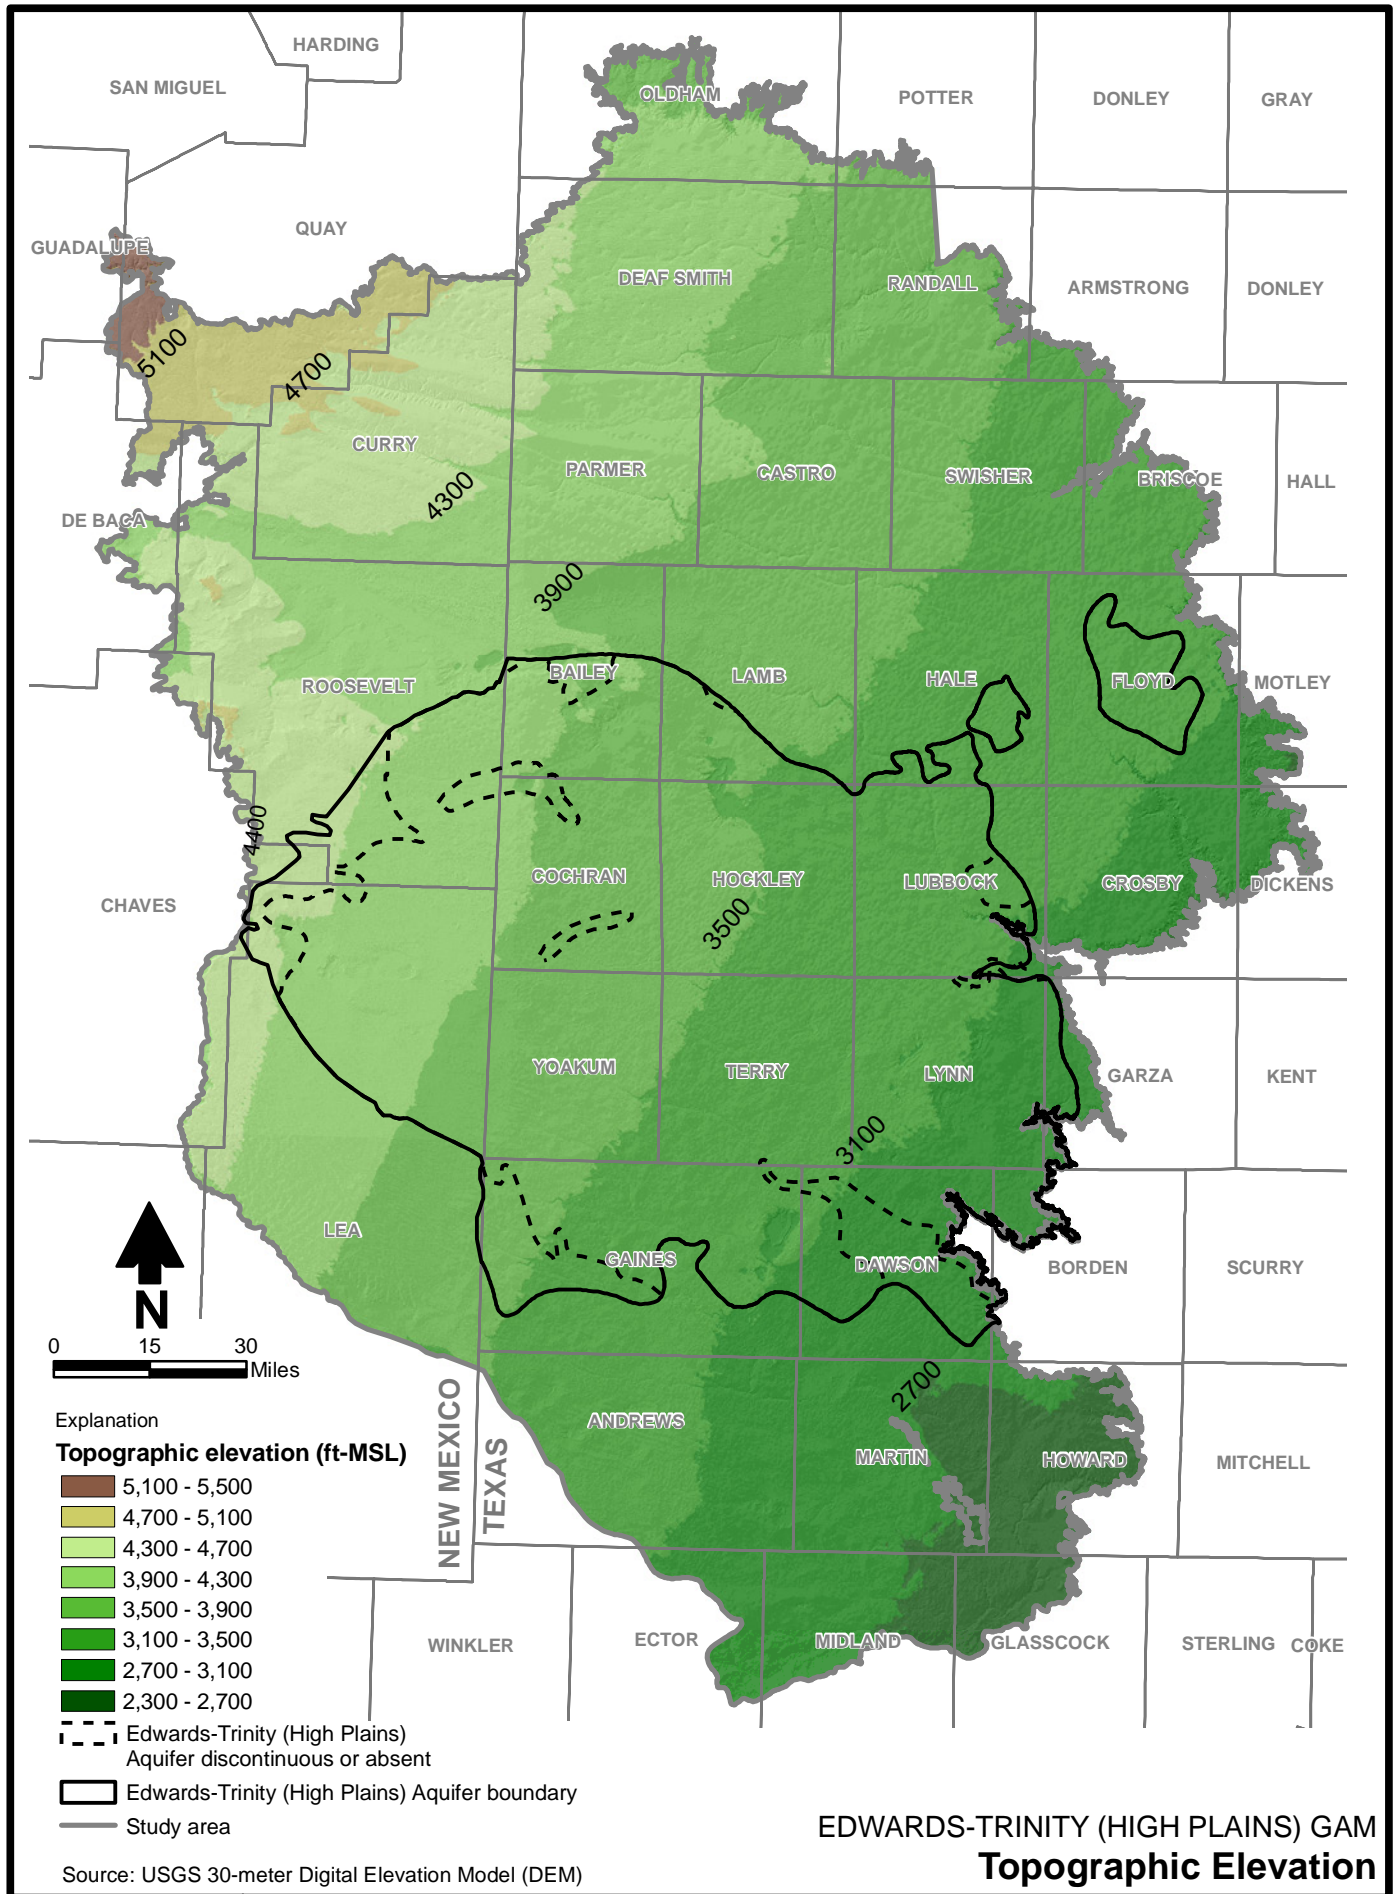 HARDING
SAN MIGUEL
OLDHAM
POTTER
DONLEY
GRAY
QUAY
GUADALUPE
DEAF SMITH
RANDALL
ARMSTRONG
DONLEY
5100
4700
CURRY
PARMER
CASTRO
SWISHER
BRISCOE
HALL
4300
DE BACA
3900
ROOSEVELT
BAILEY
LAMB
HALE
FLOYD
MOTLEY
4400
CHAVES
COCHRAN
HOCKLEY
LUBBOCK
CROSBY
DICKENS
3500
YOAKUM
TERRY
LYNN
GARZA
KENT
3100
LEA
GAINES
DAWSON
BORDEN
SCURRY
N
0 15 30
Miles
2700
ANDREWS
MARTIN
HOWARD
MITCHELL
NEW MEXICO
TEXAS
WINKLER
ECTOR
MIDLAND
GLASSCOCK
STERLING
COKE
Explanation
Topographic elevation (ft-MSL)
5,100 - 5,500
4,700 - 5,100
4,300 - 4,700
3,900 - 4,300
3,500 - 3,900
3,100 - 3,500
2,700 - 3,100
2,300 - 2,700
Edwards-Trinity (High Plains)
Aquifer discontinuous or absent
Edwards-Trinity (High Plains) Aquifer boundary
Study area
Source: USGS 30-meter Digital Elevation Model (DEM)
EDWARDS-TRINITY (HIGH PLAINS) GAM
Topographic Elevation